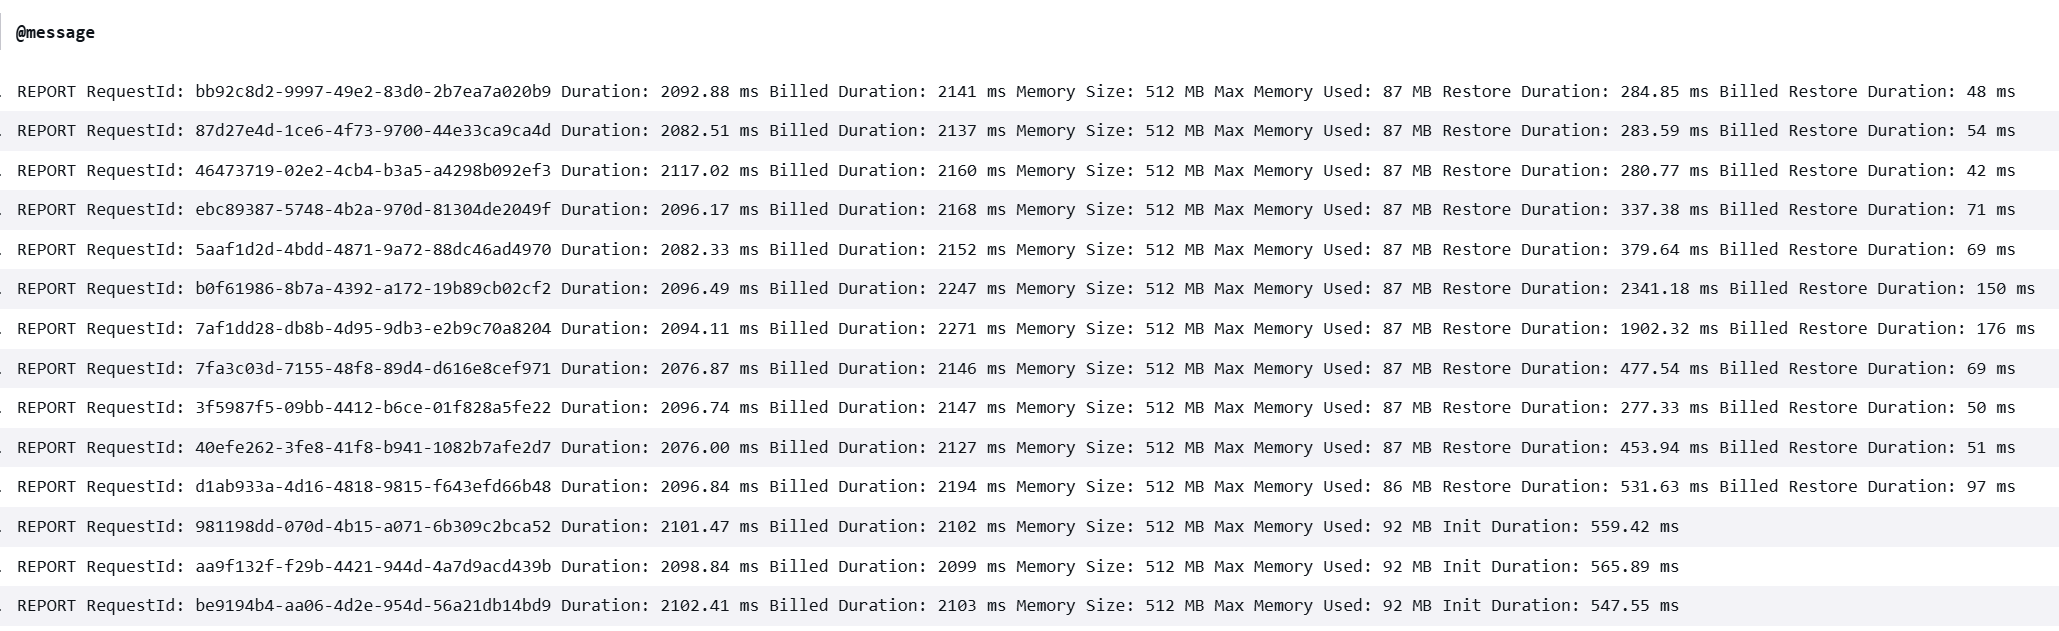 @message
REPORT RequestId: bb92c8d2-9997-49e2-83d0-2b7ea7a020b9 Duration: 2092.88 ms Billed Duration: 2141 ms Memory Size: 512 MB Max Memory Used: 87 MB Restore Duration: 284.85 ms Billed Restore Duration: 48 ms
REPORT RequestId: 87d27e4d-1ce6-4f73-9700-44e33ca9ca4d Duration: 2082.51 ms Billed Duration: 2137 ms Memory Size: 512 MB Max Memory Used: 87 MB Restore Duration: 283.59 ms Billed Restore Duration: 54 ms
REPORT RequestId: 46473719-02e2-4cb4-b3a5-a4298b092ef3 Duration: 2117.02 ms Billed Duration: 2160 ms Memory Size: 512 MB Max Memory Used: 87 MB Restore Duration: 280.77 ms Billed Restore Duration: 42 ms
REPORT RequestId: ebc89387-5748-4b2a-970d-81304de2049f Duration: 2096.17 ms Billed Duration: 2168 ms Memory Size: 512 MB Max Memory Used: 87 MB Restore Duration: 337.38 ms Billed Restore Duration: 71 ms
REPORT RequestId: 5aaf1d2d-4bdd-4871-9a72-88dc46ad4970 Duration: 2082.33 ms Billed Duration: 2152 ms Memory Size: 512 MB Max Memory Used: 87 MB Restore Duration: 379.64 ms Billed Restore Duration: 69 ms
REPORT RequestId: b0f61986-8b7a-4392-a172-19b89cb02cf2 Duration: 2096.49 ms Billed Duration: 2247 ms Memory Size: 512 MB Max Memory Used: 87 MB Restore Duration: 2341.18 ms Billed Restore Duration: 150 ms
REPORT RequestId: 7af1dd28-db8b-4d95-9db3-e2b9c70a8204 Duration: 2094.11 ms Billed Duration: 2271 ms Memory Size: 512 MB Max Memory Used: 87 MB Restore Duration: 1902.32 ms Billed Restore Duration: 176 ms
REPORT RequestId: 7fa3c03d-7155-48f8-89d4-d616e8cef971 Duration: 2076.87 ms Billed Duration: 2146 ms Memory Size: 512 MB Max Memory Used: 87 MB Restore Duration: 477.54 ms Billed Restore Duration: 69 ms
REPORT RequestId: 3f5987f5-09bb-4412-b6ce-01f828a5fe22 Duration: 2096.74 ms Billed Duration: 2147 ms Memory Size: 512 MB Max Memory Used: 87 MB Restore Duration: 277.33 ms Billed Restore Duration: 50 ms
REPORT RequestId: 40efe262-3fe8-41f8-b941-1082b7afe2d7 Duration: 2076.00 ms Billed Duration: 2127 ms Memory Size: 512 MB Max Memory Used: 87 MB Restore Duration: 453.94 ms Billed Restore Duration: 51 ms
REPORT RequestId: d1ab933a-4d16-4818-9815-f643efd66b48 Duration: 2096.84 ms Billed Duration: 2194 ms Memory Size: 512 MB Max Memory Used: 86 MB Restore Duration: 531.63 ms Billed Restore Duration: 97 ms
REPORT RequestId: 981198dd-070d-4b15-a071-6b309c2bca52 Duration: 2101.47 ms Billed Duration: 2102 ms Memory Size: 512 MB Max Memory Used: 92 MB Init Duration: 559.42 ms
REPORT RequestId: aa9f132f-f29b-4421-944d-4a7d9acd439b Duration: 2098.84 ms Billed Duration: 2099 ms Memory Size: 512 MB Max Memory Used: 92 MB Init Duration: 565.89 ms
REPORT RequestId: be9194b4-aa06-4d2e-954d-56a21db14bd9 Duration: 2102.41 ms Billed Duration: 2103 ms Memory Size: 512 MB Max Memory Used: 92 MB Init Duration: 547.55 ms